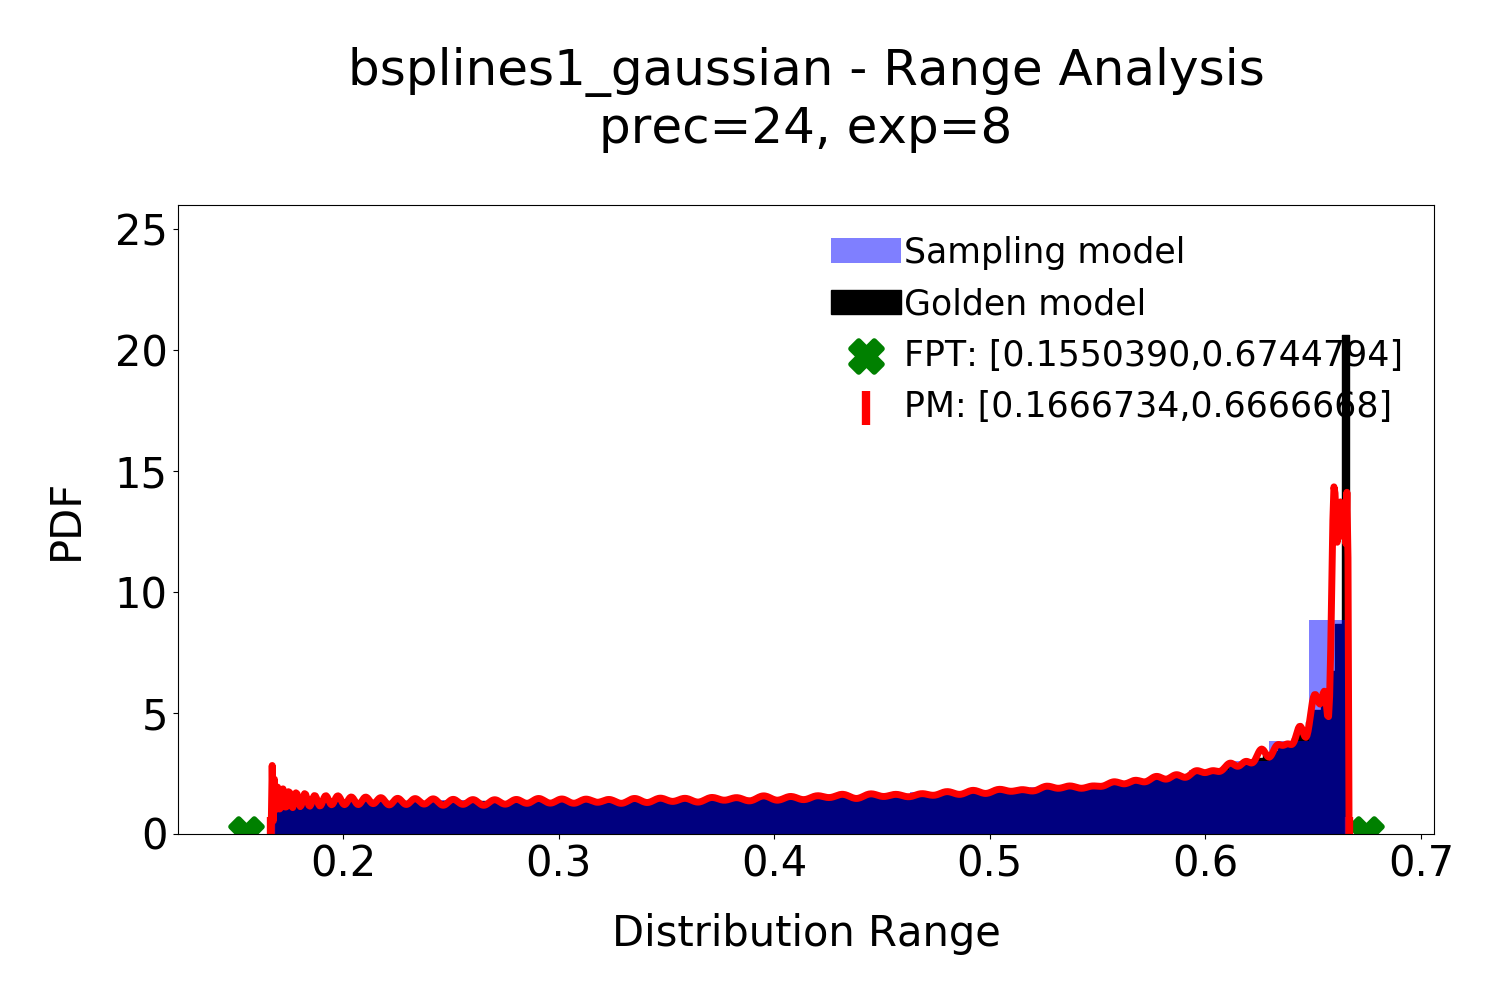 bsplines1_gaussian - Range Analysis
prec=24, exp=8
25
20
15
10
5
0
PDF
Sampling model
Golden model
FPT: [0.1550390,0.6744794]
PM: [0.1666734,0.6666668]
0.2 0.3 0.4 0.5 0.6 0.7
Distribution Range